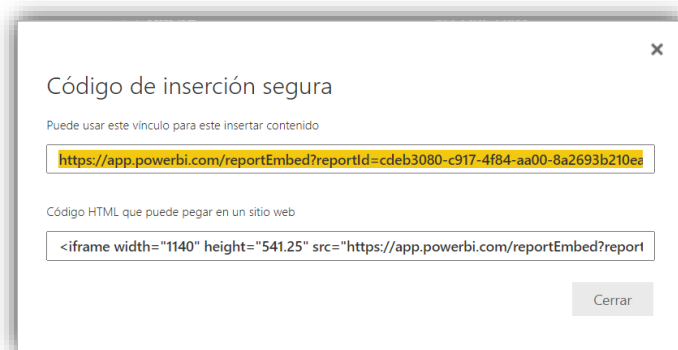 Código de inserción segura
Puede usar este vínculo para este insertar contenido
https://app.powerbi.com/reportEmbed?reportId=cdeb3080-c917-4f84-aa00-8a2693b210ea
Código HTML que puede pegar en un sitio web
<iframe width="1140" height="541.25" src="https://app.powerbi.com/reportEmbed?report
Cerrar